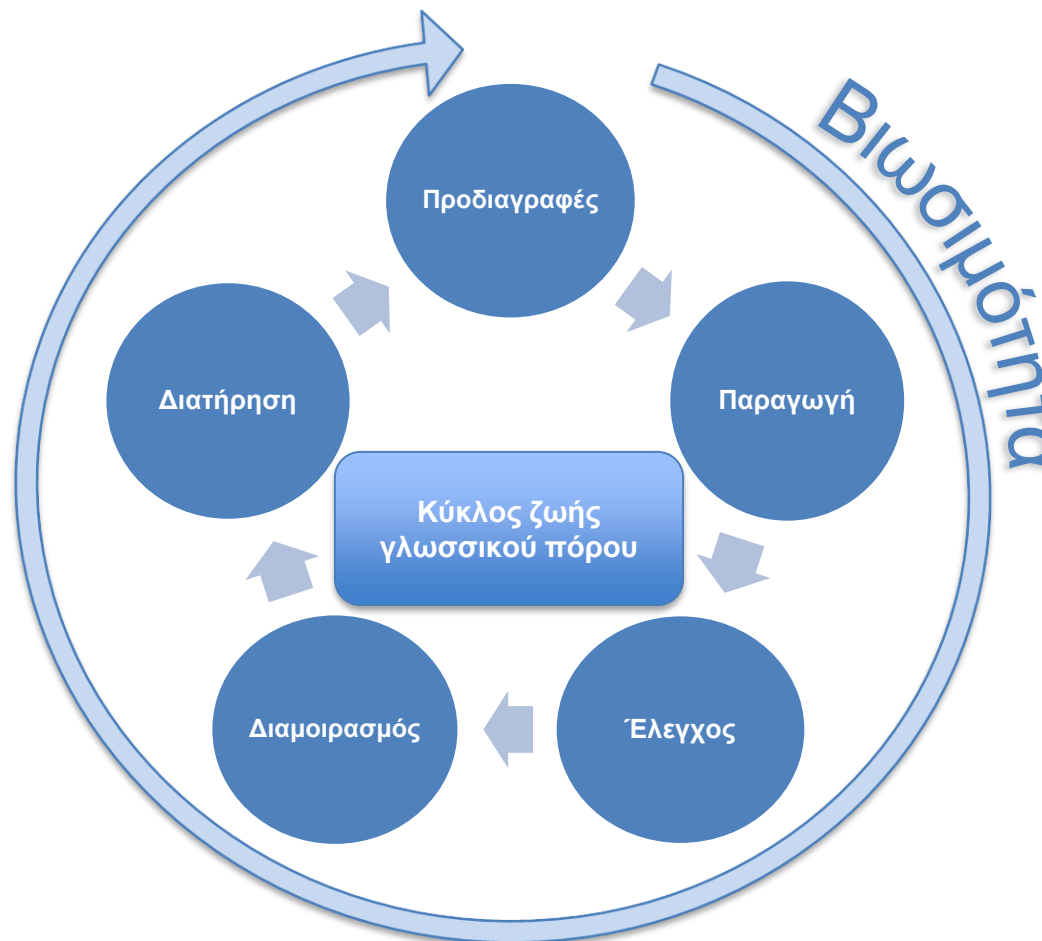 Βιωσιμότητα
Προδιαγραφές
Παραγωγή
Έλεγχος
Διαμοιρασμός
Διατήρηση
Κύκλος ζωής
γλωσσικού πόρου